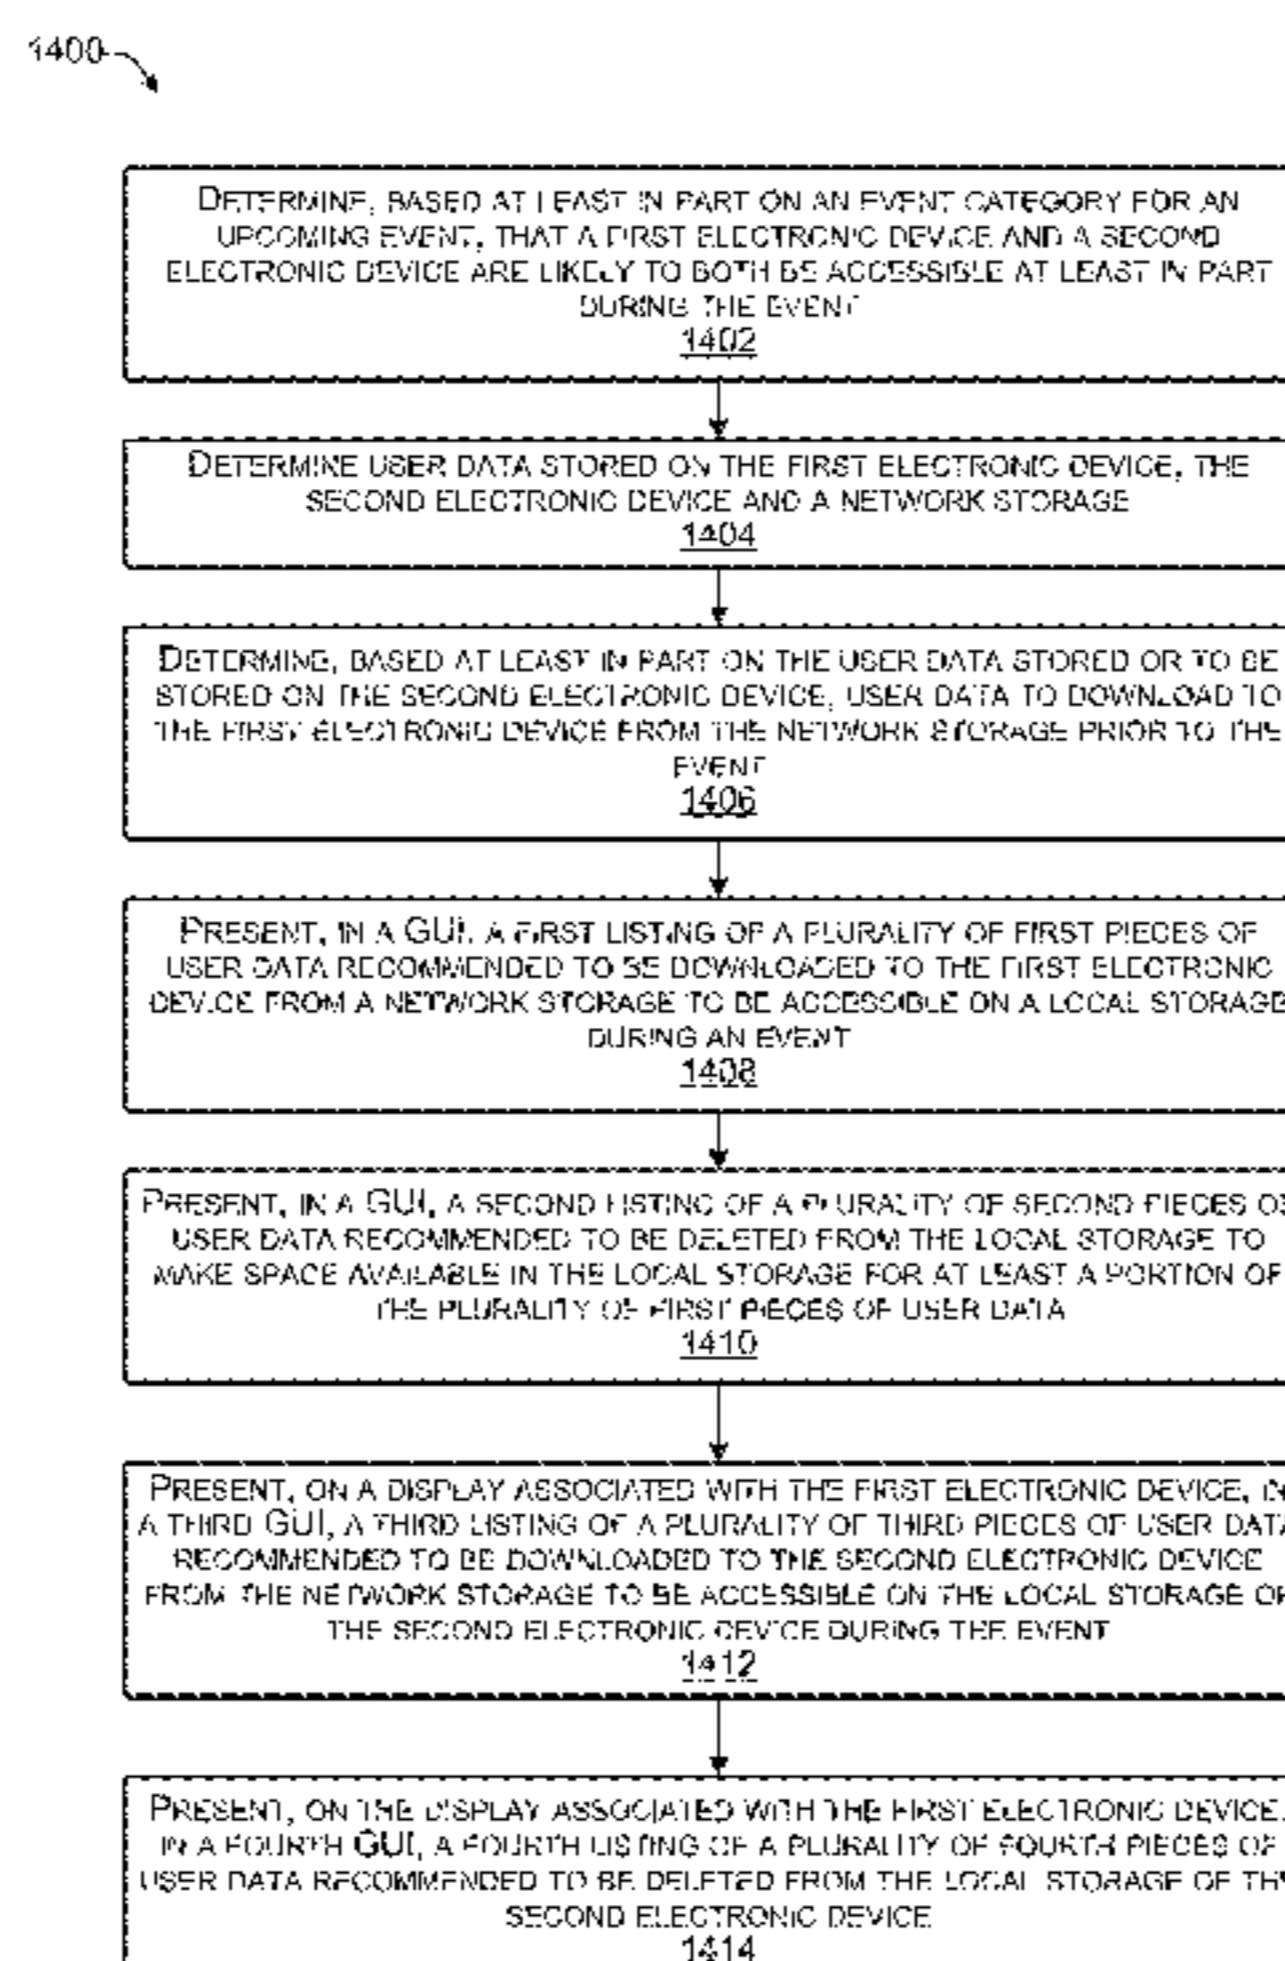 1400
DETERMINE, BASED AT LEAST IN PART ON AN EVENT CATEGORY FOR AN
UPCOMING EVENT, THAT A FIRST ELECTRONIC DEVICE AND A SECOND
ELECTRONIC DEVICE ARE LIKELY TO BOTH BE ACCESSIBLE AT LEAST IN PART
DURING THE EVENT
1402
DETERMINE USER DATA STORED ON THE FIRST ELECTRONIC DEVICE, THE
SECOND ELECTRONIC DEVICE AND A NETWORK STORAGE
1404
DETERMINE, BASED AT LEAST IN PART ON THE USER DATA STORED OR TO BE
STORED ON THE SECOND ELECTRONIC DEVICE, USER DATA TO DOWNLOAD TO
THE FIRST ELECTRONIC DEVICE FROM THE NETWORK STORAGE PRIOR TO THE
EVENT
1406
PRESENT, IN A GUI, A FIRST LISTING OF A PLURALITY OF FIRST PIECES OF
USER DATA RECOMMENDED TO BE DOWNLOADED TO THE FIRST ELECTRONIC
DEVICE FROM A NETWORK STORAGE TO BE ACCESSIBLE ON A LOCAL STORAGE
DURING AN EVENT
1408
PRESENT, IN A GUI, A SECOND LISTING OF A PLURALITY OF SECOND PIECES OF
USER DATA RECOMMENDED TO BE DELETED FROM THE LOCAL STORAGE TO
MAKE SPACE AVAILABLE IN THE LOCAL STORAGE FOR AT LEAST A PORTION OF
THE PLURALITY OF FIRST PIECES OF USER DATA
1410
PRESENT, ON A DISPLAY ASSOCIATED WITH THE FIRST ELECTRONIC DEVICE, IN
A THIRD GUI, A THIRD LISTING OF A PLURALITY OF THIRD PIECES OF USER DATA
RECOMMENDED TO BE DOWNLOADED TO THE SECOND ELECTRONIC DEVICE
FROM THE NETWORK STORAGE TO BE ACCESSIBLE ON THE LOCAL STORAGE OF
THE SECOND ELECTRONIC DEVICE DURING THE EVENT
1412
PRESENT, ON THE DISPLAY ASSOCIATED WITH THE FIRST ELECTRONIC DEVICE,
IN A FOURTH GUI, A FOURTH LISTING OF A PLURALITY OF FOURTH PIECES OF
USER DATA RECOMMENDED TO BE DELETED FROM THE LOCAL STORAGE OF THE
SECOND ELECTRONIC DEVICE
1414